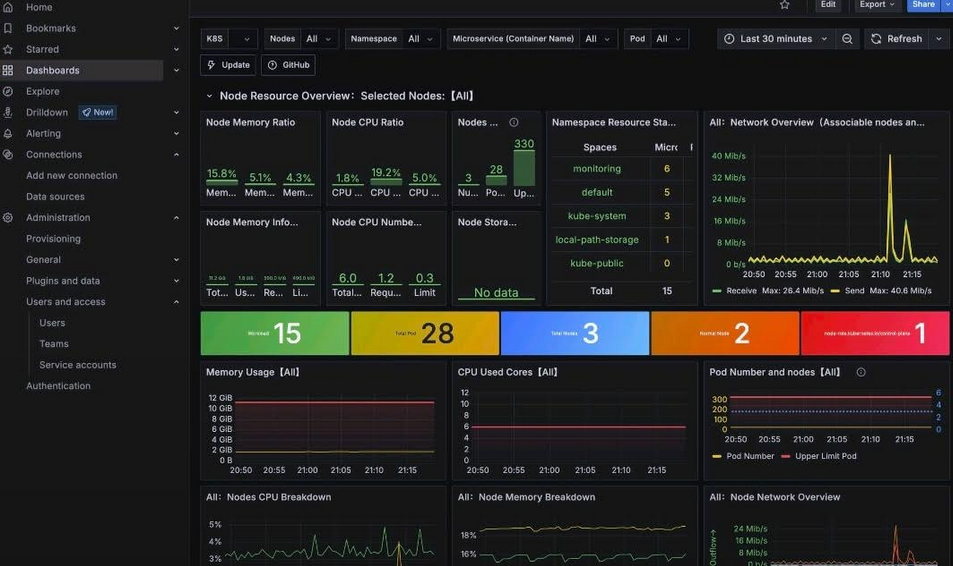 Home
Bookmarks
Starred
Dashboards
Explore
Drilldown New!
Alerting
Connections
Add new connection
Data sources
Administration
Provisioning
General
Plugins and data
Users and access
Users
Teams
Service accounts
Authentication
Edit Export Share
K8S Nodes All Namespace All Microservice (Container Name) All Pod All Last 30 minutes Refresh
Update GitHub
Node Resource Overview：Selected Nodes:【All】
Node Memory Ratio
15.8% 5.1% 4.3%
Mem... Mem... Mem...
Node CPU Ratio
1.8% 19.2% 5.0%
CPU ... CPU ... CPU ...
Nodes ...
3 28 330
Nu... Po... Up...
Namespace Resource Sta...
Spaces Micro
monitoring 6
default 5
kube-system 3
local-path-storage 1
kube-public 0
Total 15
All：Network Overview（Associable nodes an...
40 Mib/s
32 Mib/s
24 Mib/s
16 Mib/s
8 Mib/s
0 b/s
20:50 20:55 21:00 21:05 21:10 21:15
Receive Max: 26.4 Mib/s Send Max: 40.6 Mib/s
Node Memory Info...
Tot... Us... Re... Li...
Node CPU Numbe...
6.0 1.2 0.3
Total... Requ... Limit
Node Stora...
No data
15
Total Pod 28
Total Nodes 3
Normal Node 2
node-role.kubernetes.io/control-plane 1
Memory Usage【All】
12 GiB
10 GiB
8 GiB
6 GiB
4 GiB
2 GiB
0 B
20:50 20:55 21:00 21:05 21:10 21:15
CPU Used Cores【All】
12
10
8
6
4
2
0
20:50 20:55 21:00 21:05 21:10 21:15
Pod Number and nodes【All】
300
200
100
0
6
4
2
0
20:50 20:55 21:00 21:05 21:10 21:15
Pod Number Upper Limit Pod
All：Nodes CPU Breakdown
5%
4%
3%
All：Node Memory Breakdown
18%
16%
All：Node Network Overview
Outflow→
24 Mib/s
16 Mib/s
8 Mib/s
0 b/s